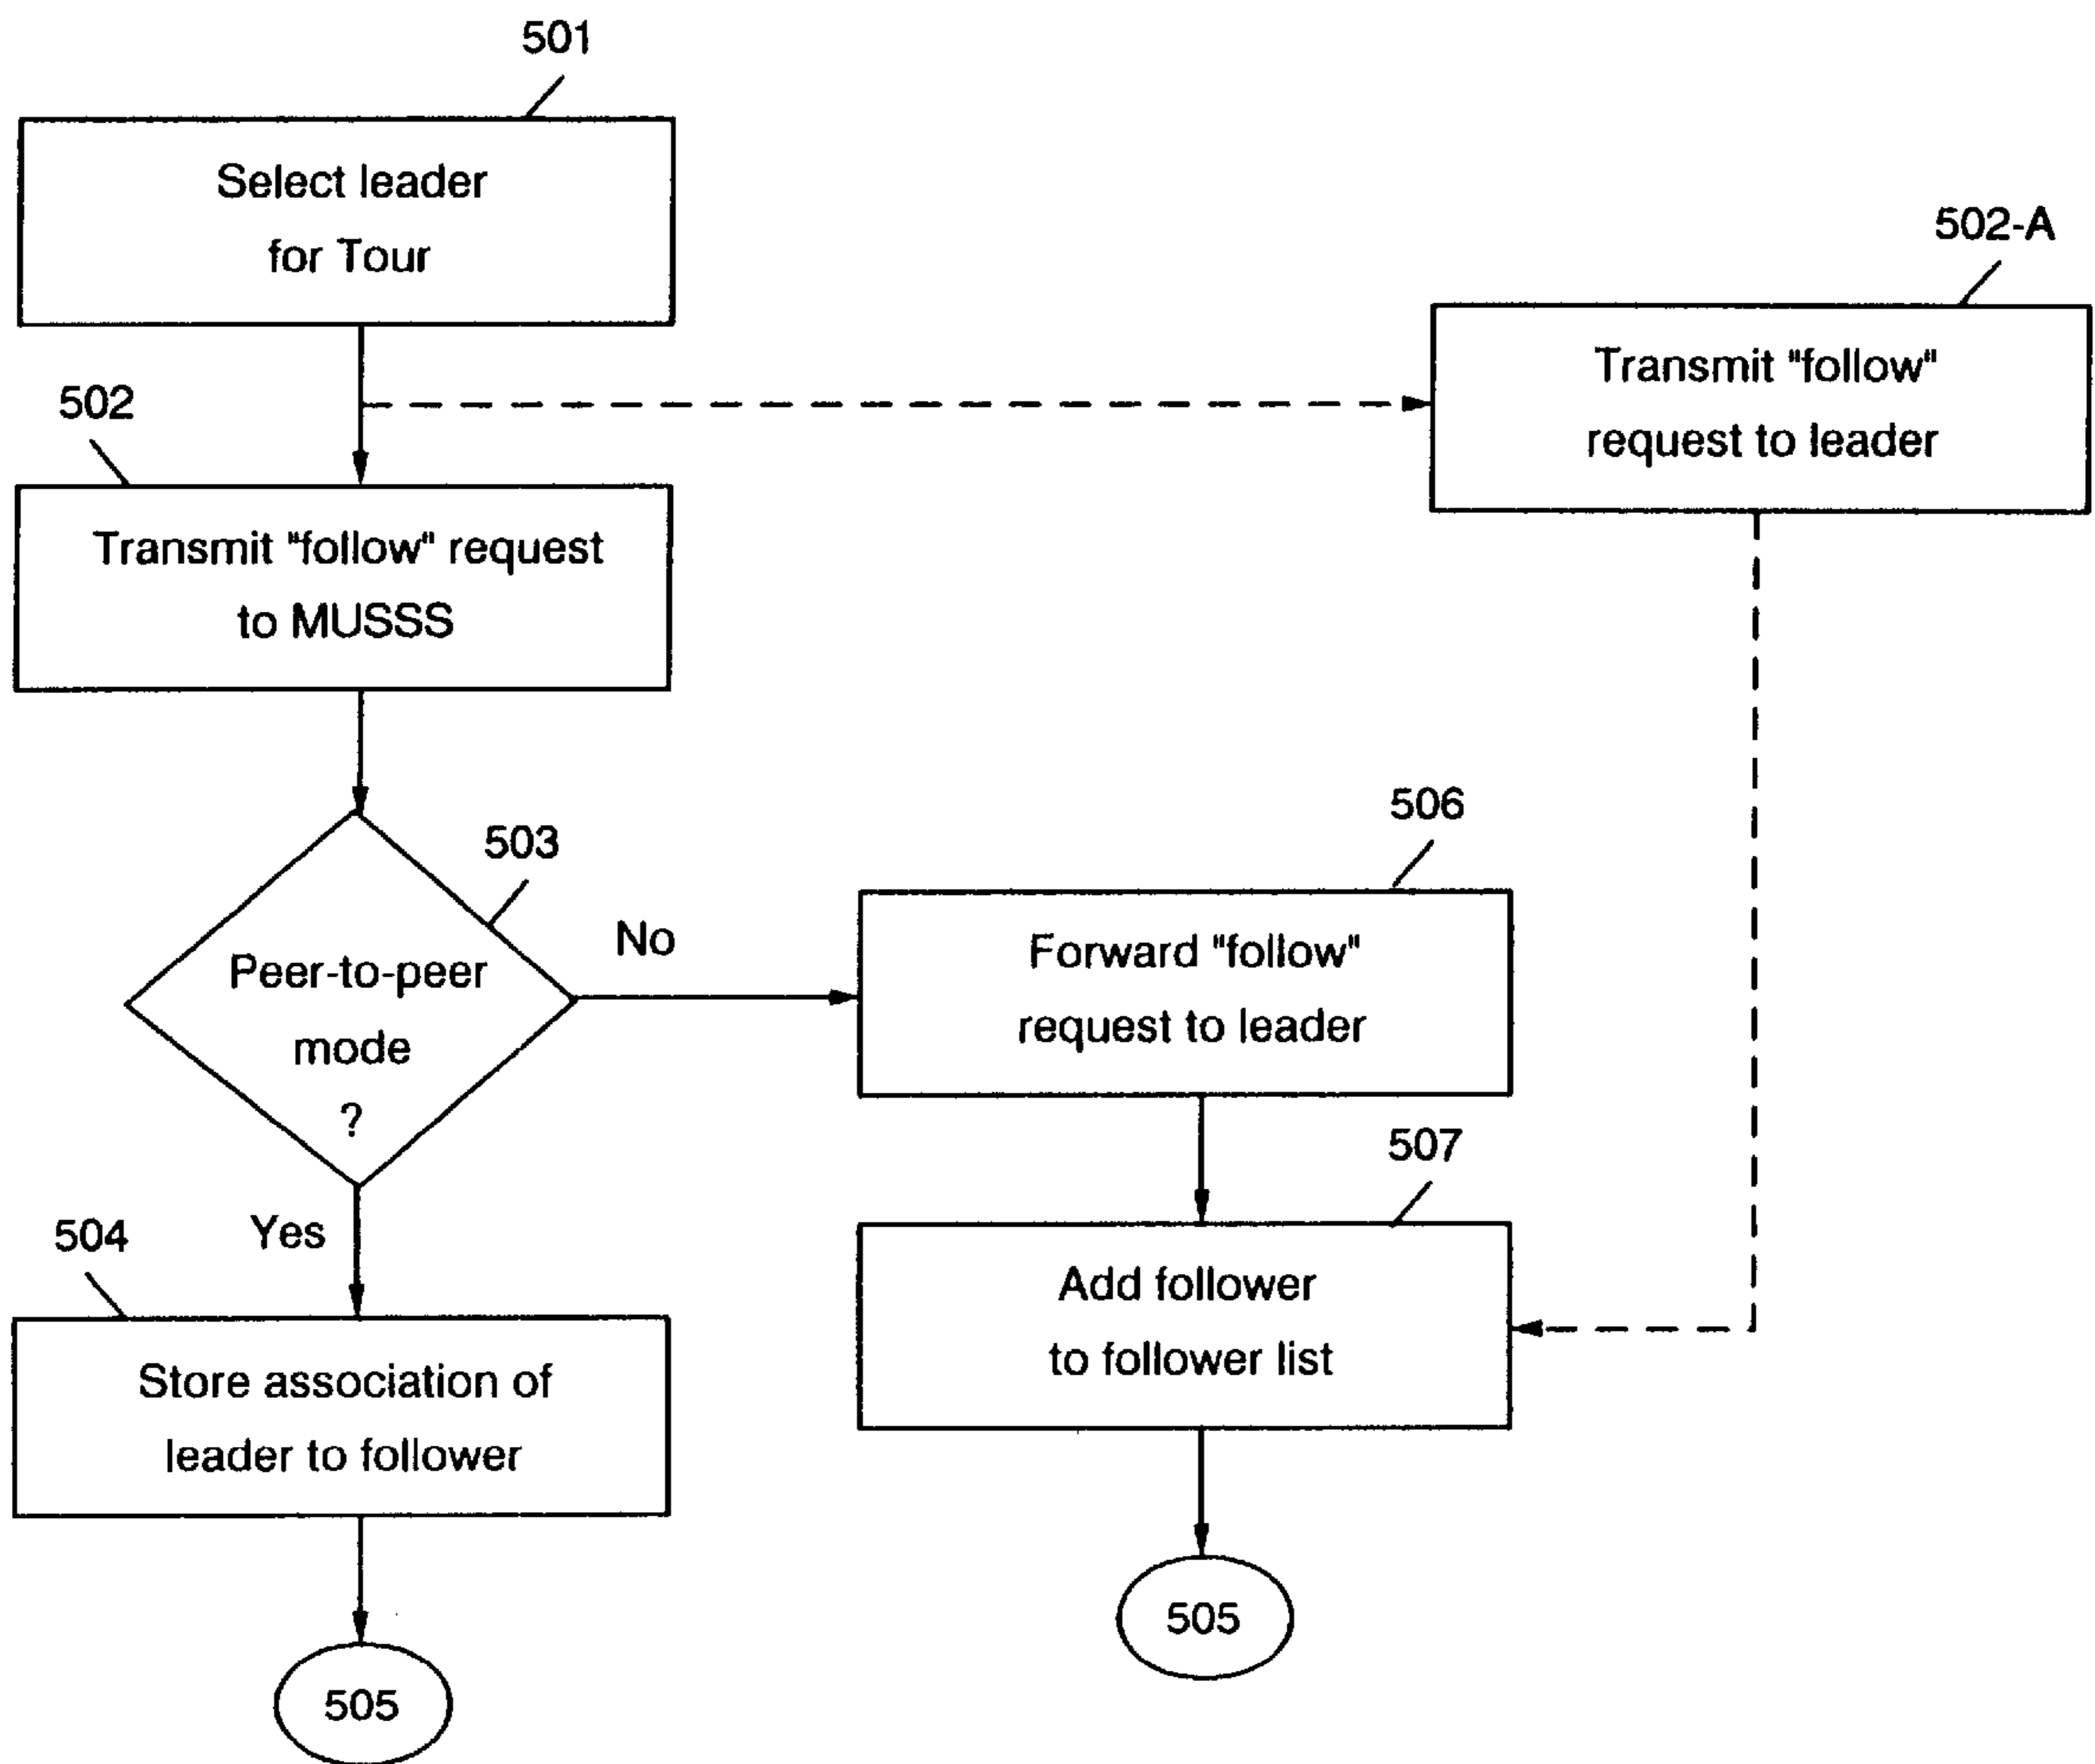 501
Select leader
for Tour
502-A
Transmit "follow"
request to leader
502
Transmit "follow" request
to MUSSS
503
Peer-to-peer
mode
?
No
506
Forward "follow"
request to leader
507
Add follower
to follower list
Yes
504
Store association of
leader to follower
505
505